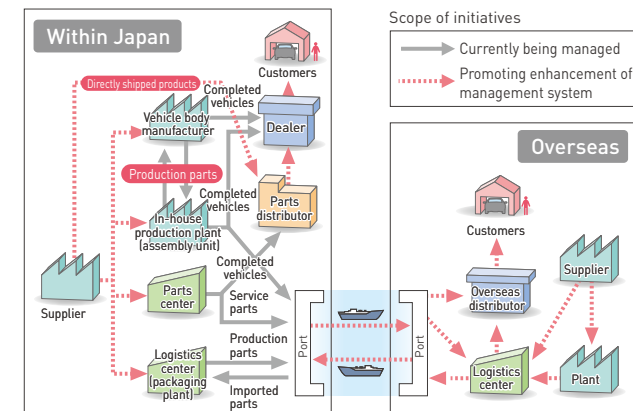 Scope of initiatives
Currently being managed
Promoting enhancement of
management system
Within Japan
Customers
Directly shipped products
Completed
vehicles
Vehicle body
manufacturer
Dealer
Production parts
Completed
vehicles
Parts
distributor
In-house
production plant
(assembly unit)
Completed
vehicles
Supplier
Parts
center
Service
parts
Production
parts
Logistics
center
(packaging
plant)
Imported
parts
Port
Port
Overseas
Customers
Supplier
Overseas
distributor
Logistics
center
Plant